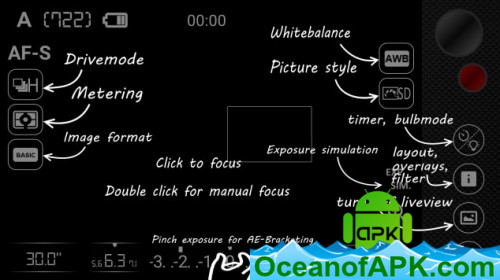 A (722) 00:00
AF-S
Drivemode
Metering
Image format
BASIC
Whitebalance
AWB
Picture style
SD
timer, bulbmode
Exposure simulation
layout,
overlays,
filter
EXP.
SIM.
Click to focus
Double click for manual focus
liveview
Pinch exposure for AE-Bracketing
30.0" 5.6 6.3 -3. .-2. .-1
apk
OceanofAPK.com